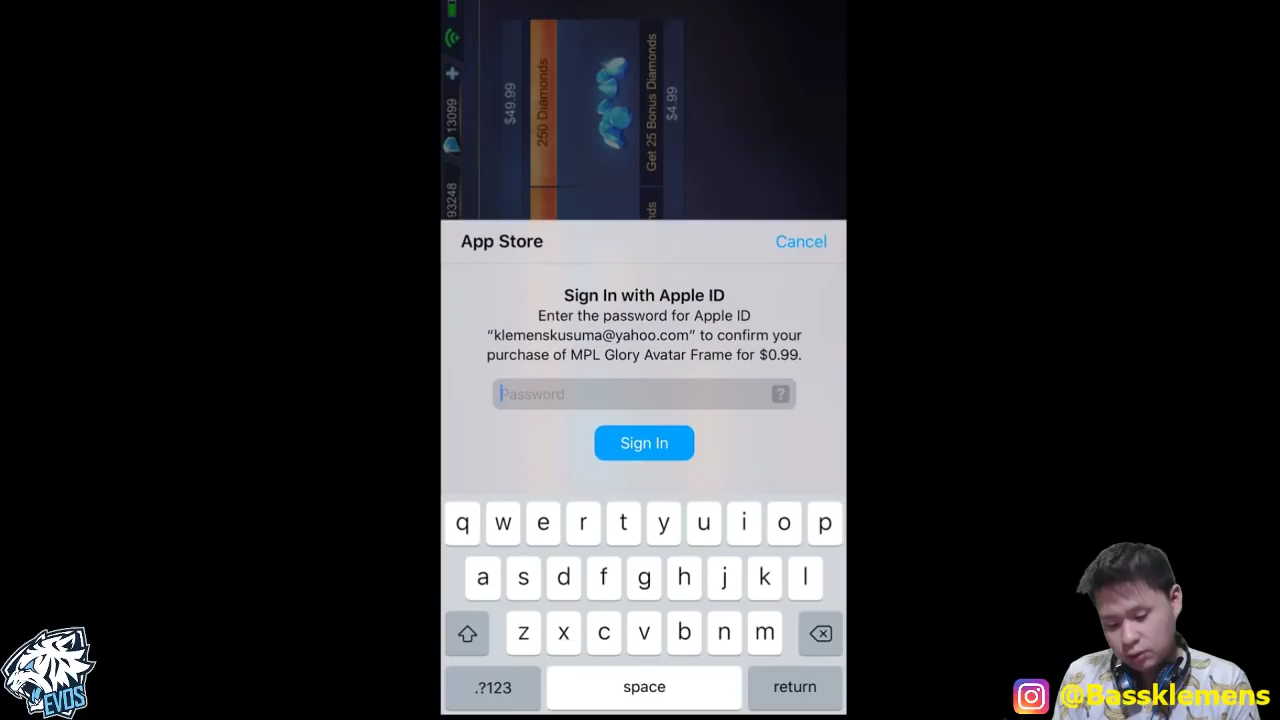 93248
13099
$49.99
250 Diamonds
nds
Get 25 Bonus Diamonds
$4.99
App Store
Cancel
Sign In with Apple ID
Enter the password for Apple ID
“klemenskusuma@yahoo.com” to confirm your
purchase of MPL Glory Avatar Frame for $0.99.
Password
?
Sign In
q w e r t y u i o p
a s d f g h j k l
z x c v b n m
.?123 space return
EVOS
@Bassklemens